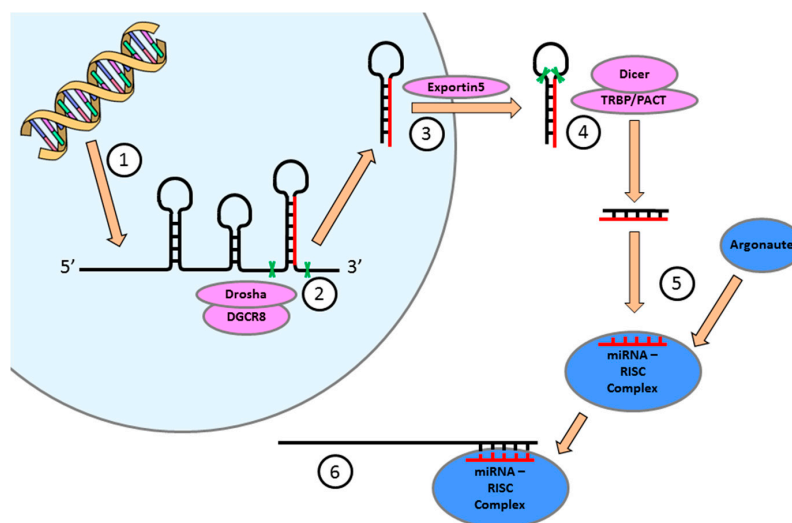 1
Exportin5
3
4
Dicer
TRBP/PACT
5’
3’
2
Drosha
DGCR8
Argonaute
5
miRNA –
RISC
Complex
6
miRNA –
RISC
Complex